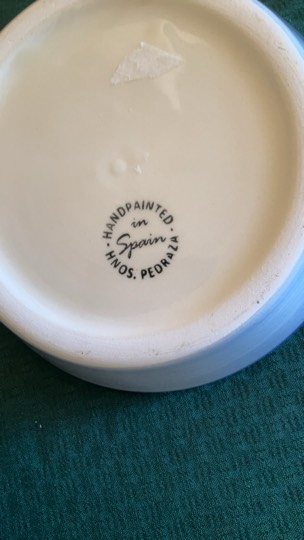 · HANDPAINTED ·
in
Spain
HNOS. PEDRAZA